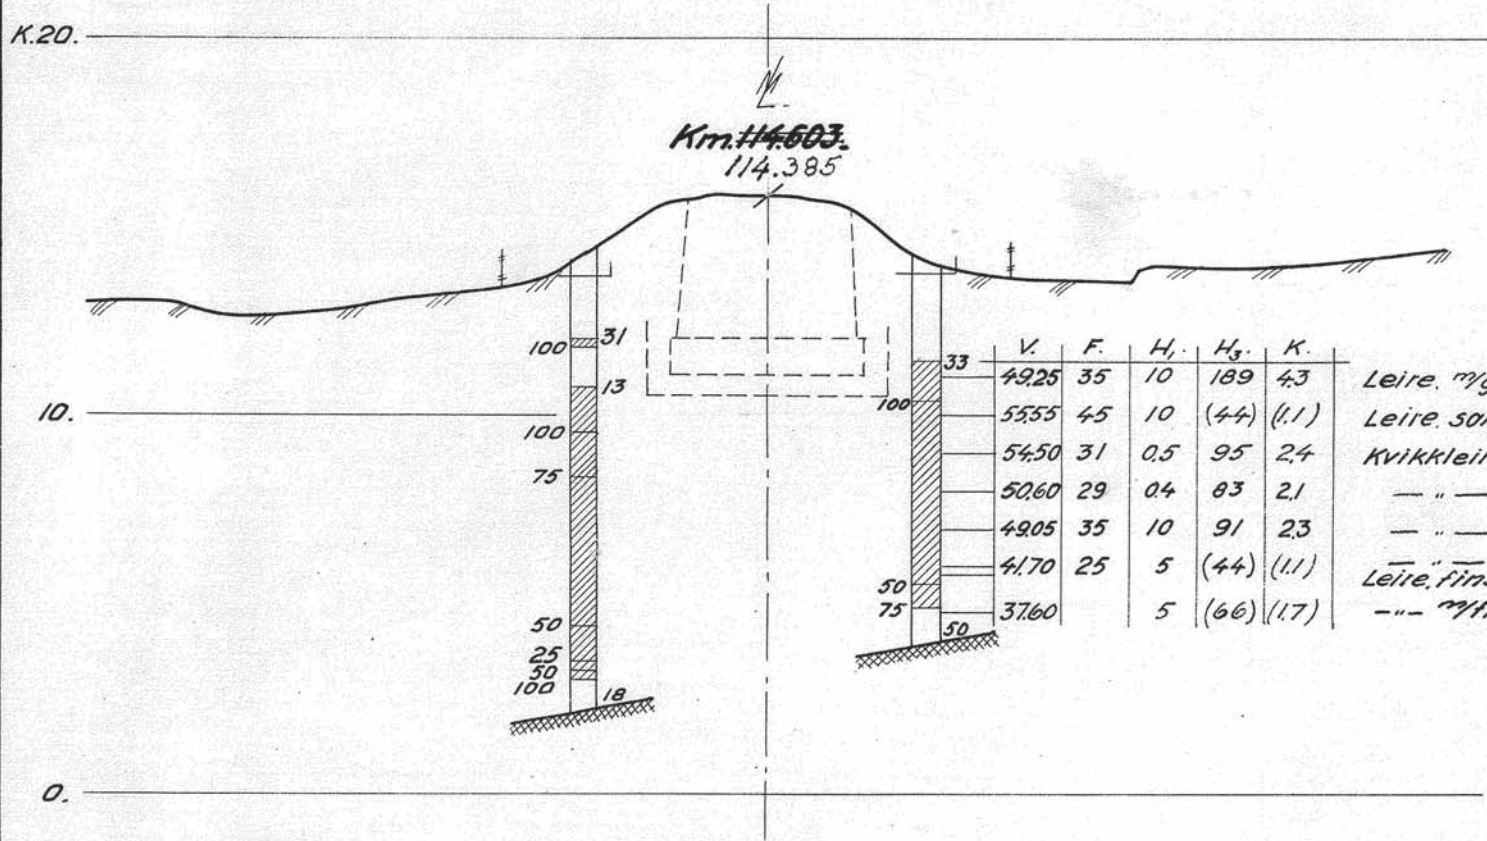 K.20.
Km. 114.603.
114.385
31
100
13
10.
100
75
50
25
50
100
18
33
100
50
75
50
V. F. H₁. H₃. K.
49.25 35 10 189 4.3 Leire. m/g
55.55 45 10 (44) (1.1) Leire. san
54.50 31 0.5 95 2.4 Kvikkleir
50.60 29 0.4 83 2.1 — " —
49.05 35 10 91 2.3 — " —
41.70 25 5 (44) (1.1) — " —
Leire, fins
37.60 5 (66) (1.7) -"-
0.